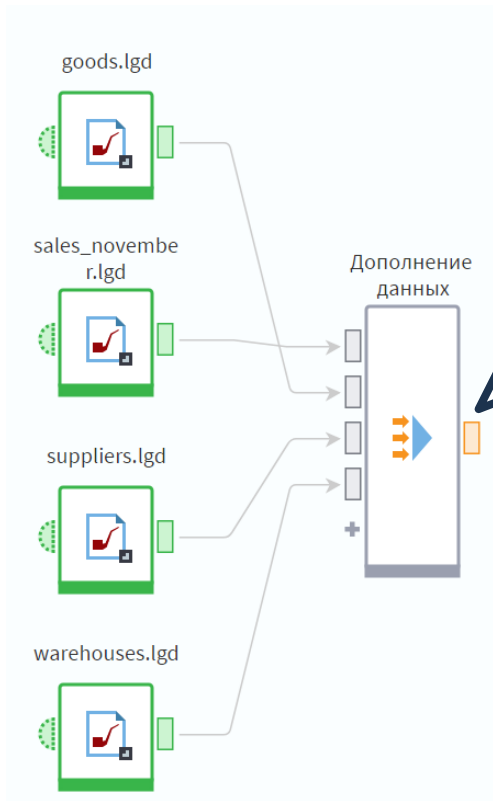 goods.lgd
sales_novembe
r.lgd
Дополнение
данных
suppliers.lgd
warehouses.lgd